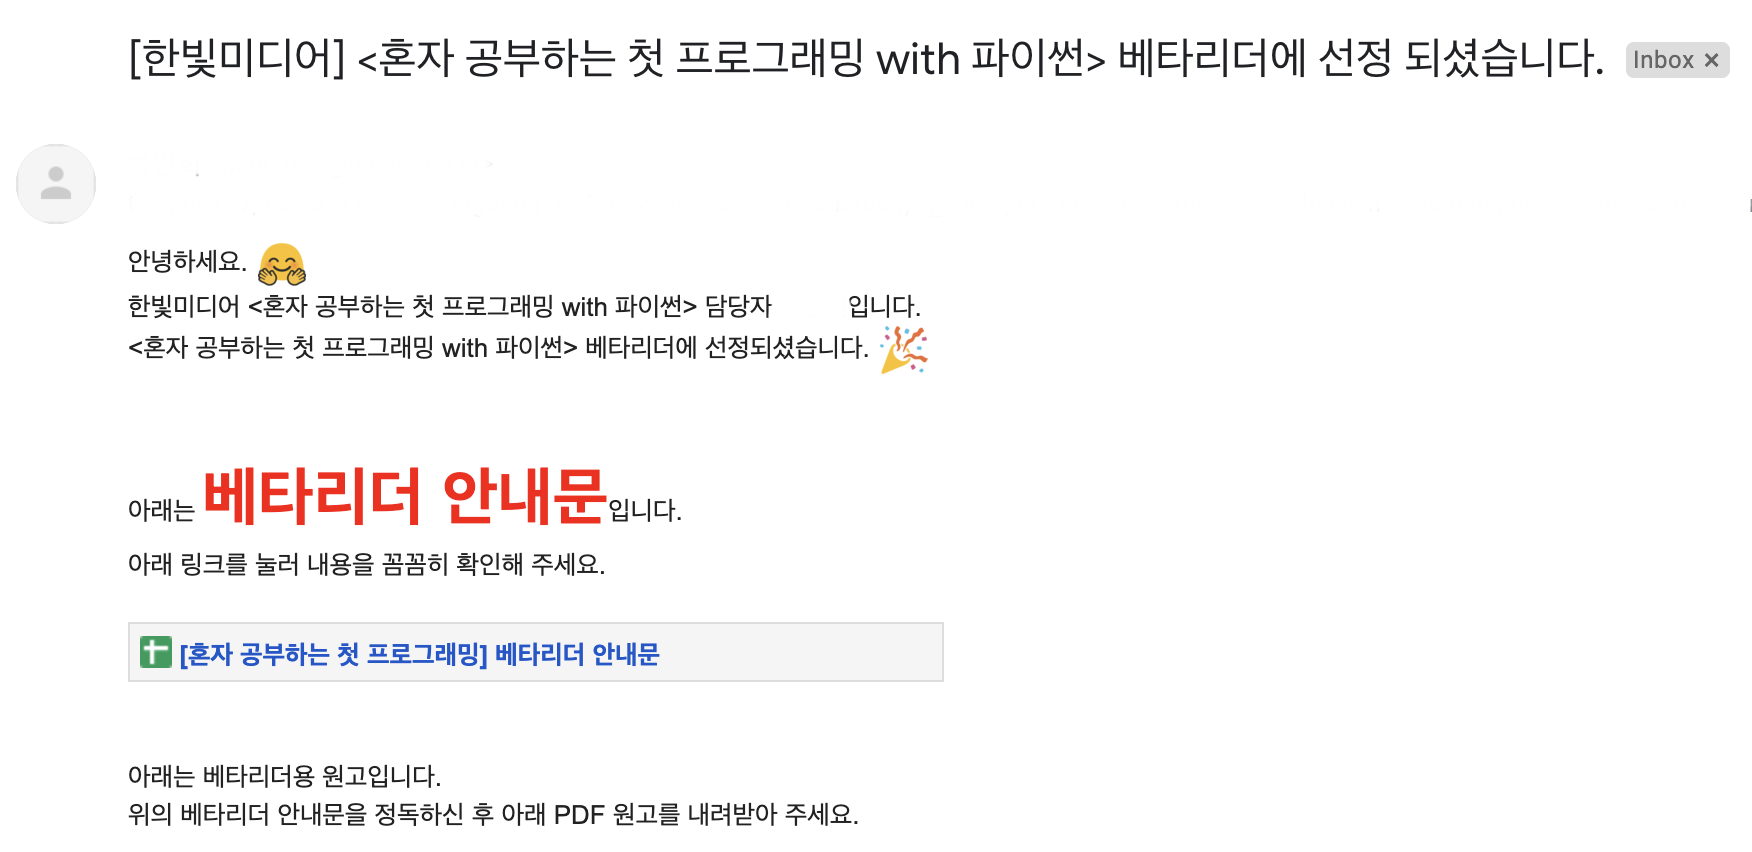 [한빛미디어] <혼자 공부하는 첫 프로그래밍 with 파이썬> 베타리더에 선정 되셨습니다. Inbox ×
안녕하세요. 🤗
한빛미디어 <혼자 공부하는 첫 프로그래밍 with 파이썬> 담당자 입니다.
<혼자 공부하는 첫 프로그래밍 with 파이썬> 베타리더에 선정되셨습니다. 🎉
아래는 베타리더 안내문입니다.
아래 링크를 눌러 내용을 꼼꼼히 확인해 주세요.
[혼자 공부하는 첫 프로그래밍] 베타리더 안내문
아래는 베타리더용 원고입니다.
위의 베타리더 안내문을 정독하신 후 아래 PDF 원고를 내려받아 주세요.